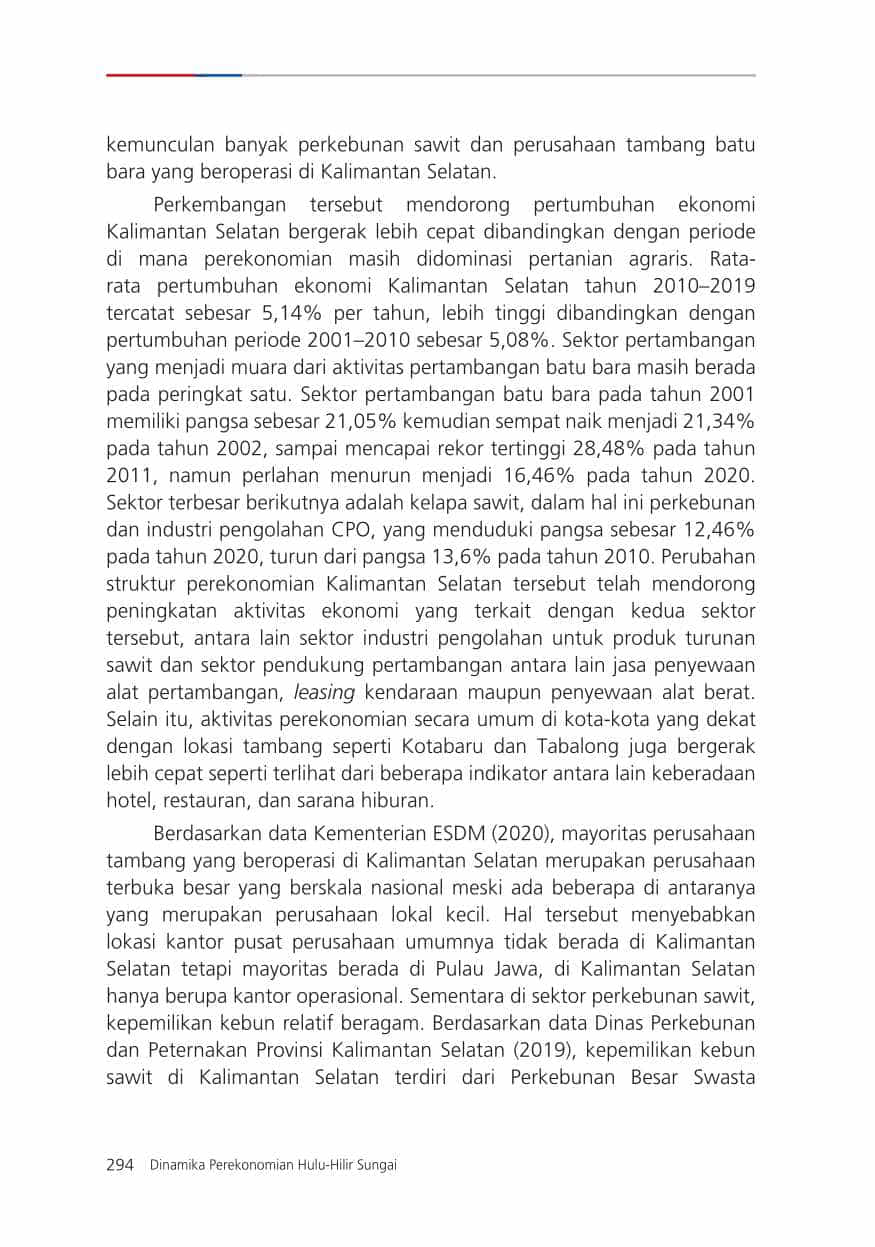 kemunculan banyak perkebunan sawit dan perusahaan tambang batu
bara yang beroperasi di Kalimantan Selatan.
Perkembangan tersebut mendorong pertumbuhan ekonomi
Kalimantan Selatan bergerak lebih cepat dibandingkan dengan periode
di mana perekonomian masih didominasi pertanian agraris. Rata-
rata pertumbuhan ekonomi Kalimantan Selatan tahun 2010–2019
tercatat sebesar 5,14% per tahun, lebih tinggi dibandingkan dengan
pertumbuhan periode 2001–2010 sebesar 5,08%. Sektor pertambangan
yang menjadi muara dari aktivitas pertambangan batu bara masih berada
pada peringkat satu. Sektor pertambangan batu bara pada tahun 2001
memiliki pangsa sebesar 21,05% kemudian sempat naik menjadi 21,34%
pada tahun 2002, sampai mencapai rekor tertinggi 28,48% pada tahun
2011, namun perlahan menurun menjadi 16,46% pada tahun 2020.
Sektor terbesar berikutnya adalah kelapa sawit, dalam hal ini perkebunan
dan industri pengolahan CPO, yang menduduki pangsa sebesar 12,46%
pada tahun 2020, turun dari pangsa 13,6% pada tahun 2010. Perubahan
struktur perekonomian Kalimantan Selatan tersebut telah mendorong
peningkatan aktivitas ekonomi yang terkait dengan kedua sektor
tersebut, antara lain sektor industri pengolahan untuk produk turunan
sawit dan sektor pendukung pertambangan antara lain jasa penyewaan
alat pertambangan, leasing kendaraan maupun penyewaan alat berat.
Selain itu, aktivitas perekonomian secara umum di kota-kota yang dekat
dengan lokasi tambang seperti Kotabaru dan Tabalong juga bergerak
lebih cepat seperti terlihat dari beberapa indikator antara lain keberadaan
hotel, restauran, dan sarana hiburan.
Berdasarkan data Kementerian ESDM (2020), mayoritas perusahaan
tambang yang beroperasi di Kalimantan Selatan merupakan perusahaan
terbuka besar yang berskala nasional meski ada beberapa di antaranya
yang merupakan perusahaan lokal kecil. Hal tersebut menyebabkan
lokasi kantor pusat perusahaan umumnya tidak berada di Kalimantan
Selatan tetapi mayoritas berada di Pulau Jawa, di Kalimantan Selatan
hanya berupa kantor operasional. Sementara di sektor perkebunan sawit,
kepemilikan kebun relatif beragam. Berdasarkan data Dinas Perkebunan
dan Peternakan Provinsi Kalimantan Selatan (2019), kepemilikan kebun
sawit di Kalimantan Selatan terdiri dari Perkebunan Besar Swasta
294 Dinamika Perekonomian Hulu-Hilir Sungai